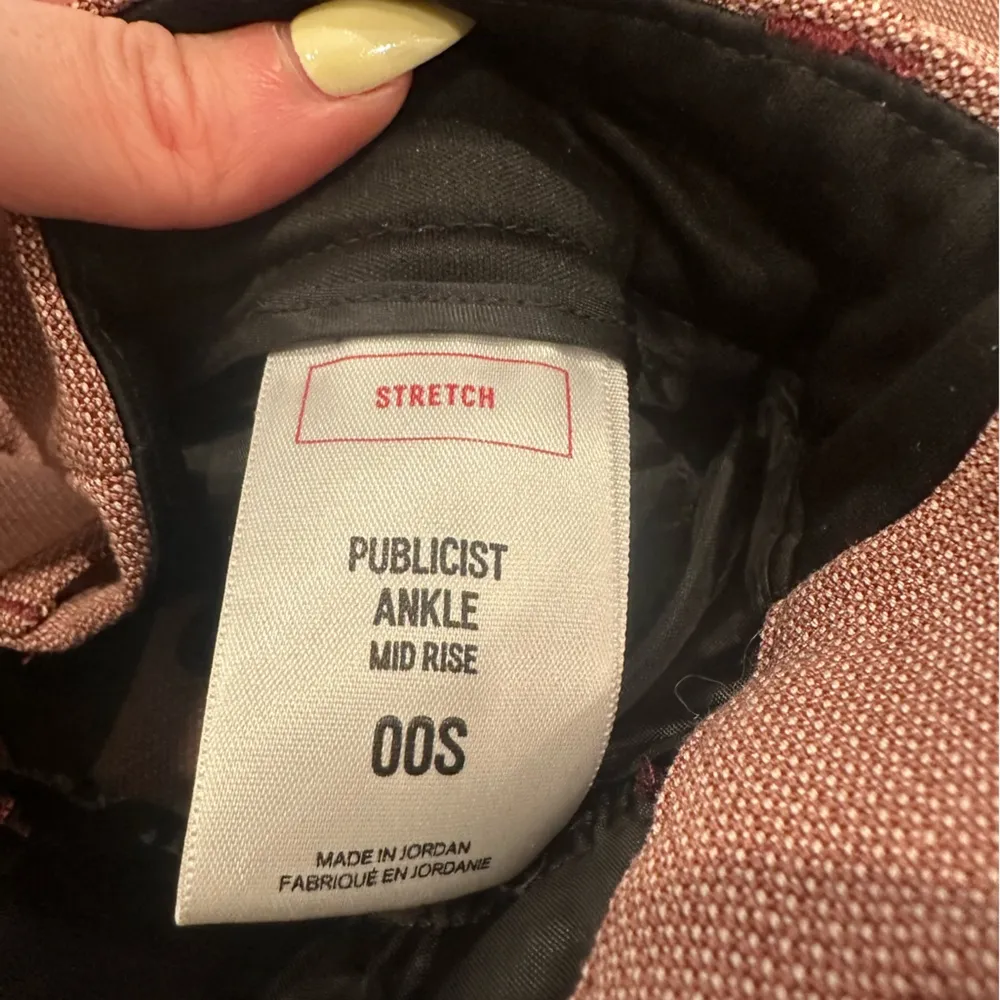 STRETCH
PUBLICIST
ANKLE
MID RISE
00S
MADE IN JORDAN
FABRIQUÉ EN JORDANIE